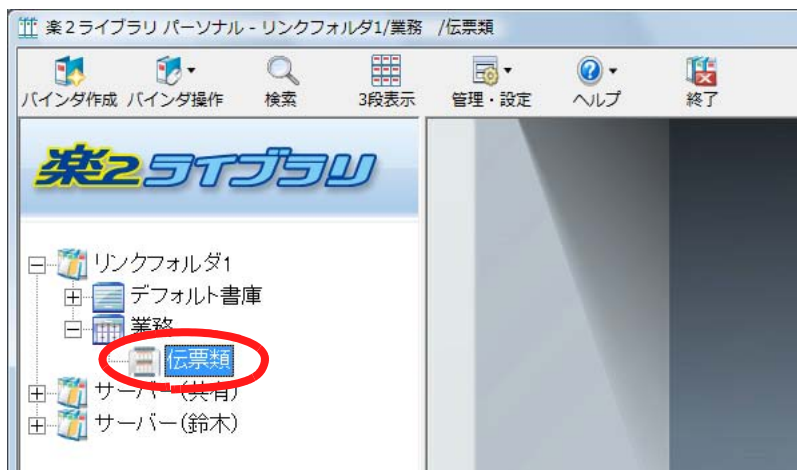 楽2ライブラリ パーソナル - リンクフォルダ1/業務 /伝票類
バインダ作成 バインダ操作 検索 3段表示 管理・設定 ヘルプ 終了
楽2ライブラリ
リンクフォルダ1
デフォルト書庫
業務
伝票類
サーバー(共有)
サーバー(鈴木)